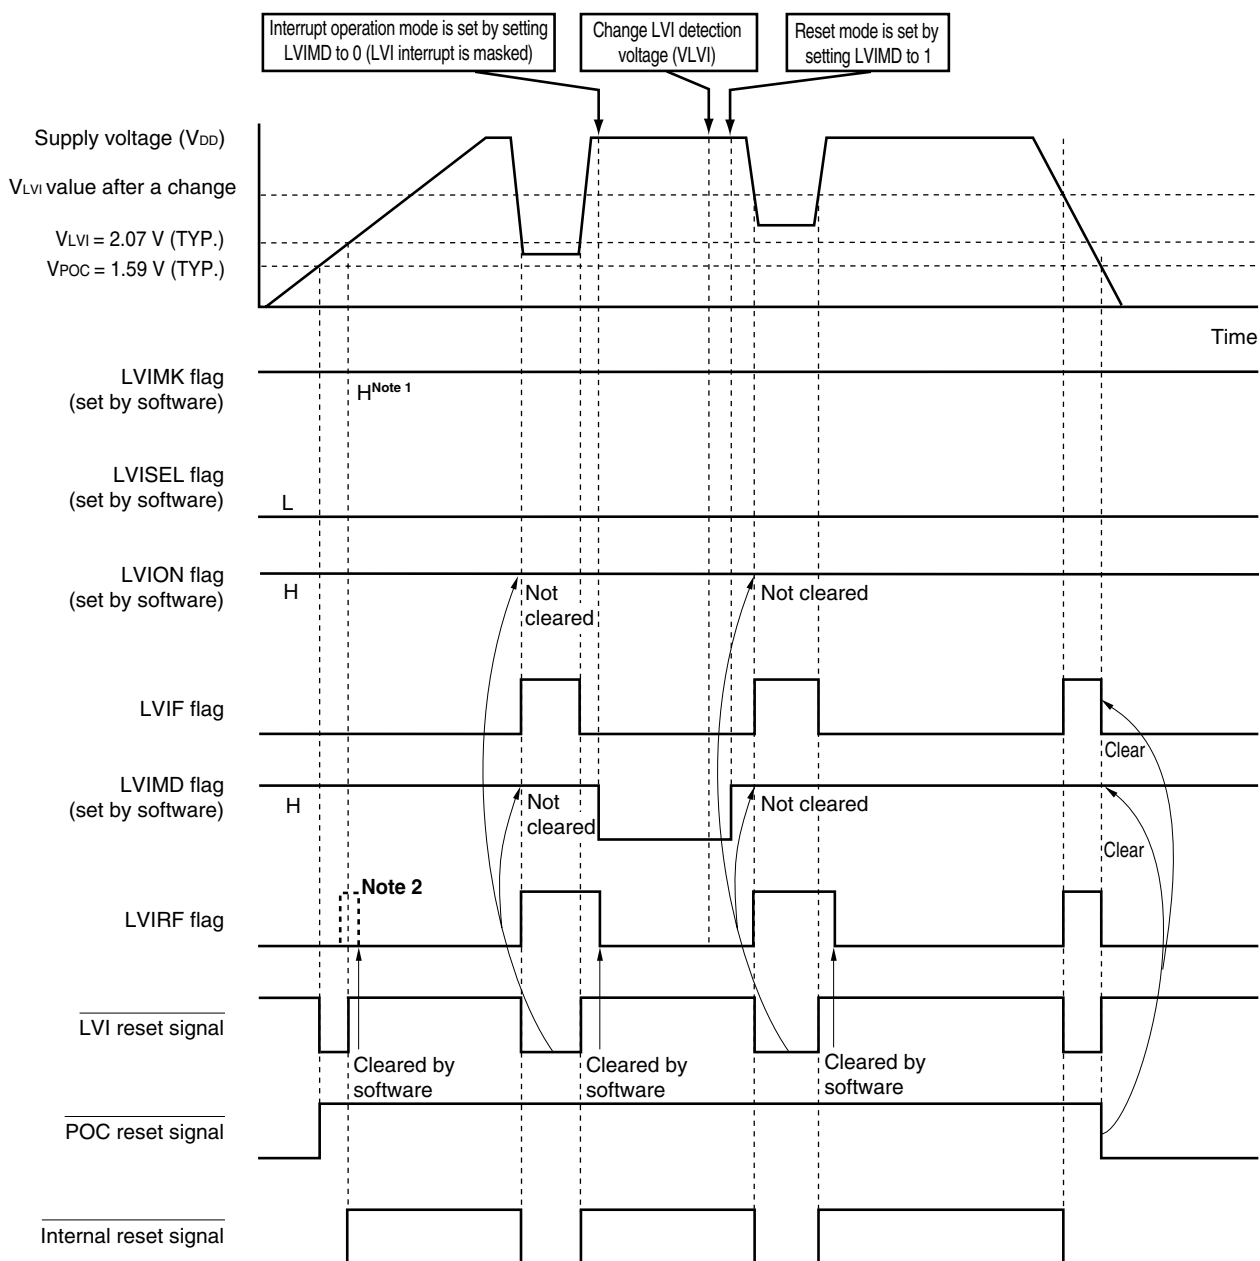 Interrupt operation mode is set by setting
LVIMD to 0 (LVI interrupt is masked)
Change LVI detection
voltage (VLVI)
Reset mode is set by
setting LVIMD to 1
Supply voltage (VDD)
VLVI value after a change
VLVI = 2.07 V (TYP.)
VPOC = 1.59 V (TYP.)
Time
LVIMK flag
(set by software)
H Note 1
LVISEL flag
(set by software)
L
LVION flag
(set by software)
H
Not
cleared
Not cleared
LVIF flag
Clear
LVIMD flag
(set by software)
H
Not
cleared
Not cleared
Clear
Note 2
LVIRF flag
LVI reset signal
Cleared by
software
Cleared by
software
Cleared by
software
POC reset signal
Internal reset signal